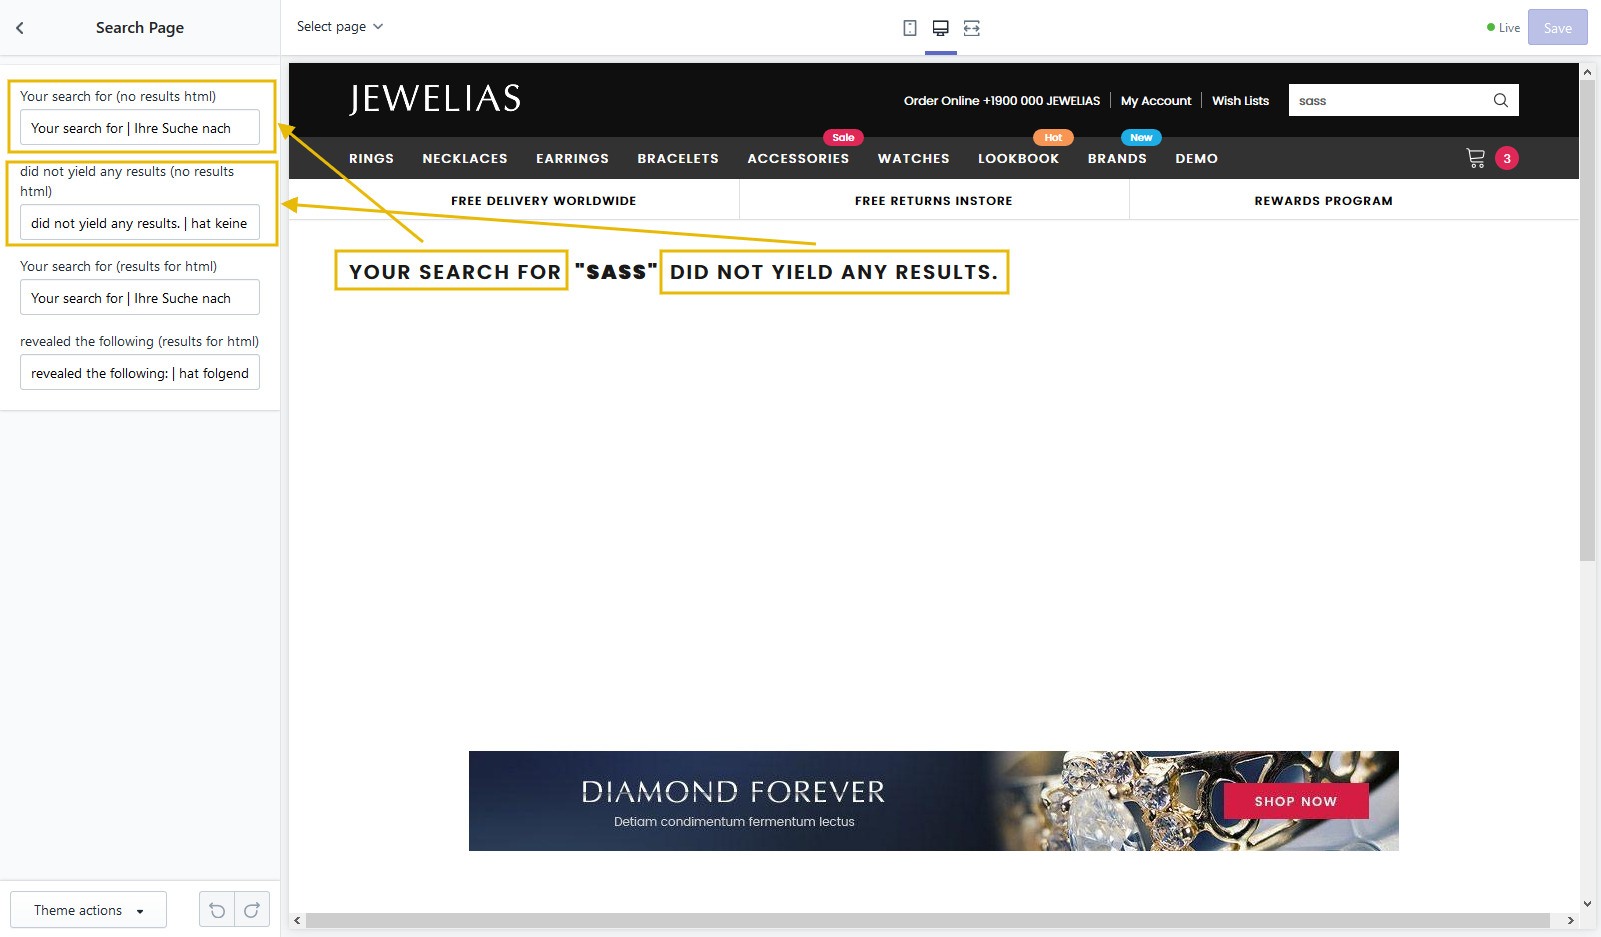 Search Page
Select page
Live
Save
Your search for (no results html)
Your search for | Ihre Suche nach
did not yield any results (no results
html)
did not yield any results. | hat keine
Your search for (results for html)
Your search for | Ihre Suche nach
revealed the following (results for html)
revealed the following: | hat folgend
Theme actions
JEWELIAS
Order Online +1900 000 JEWELIAS
My Account
Wish Lists
sass
Sale
Hot
New
RINGS
NECKLACES
EARRINGS
BRACELETS
ACCESSORIES
WATCHES
LOOKBOOK
BRANDS
DEMO
3
FREE DELIVERY WORLDWIDE
FREE RETURNS INSTORE
REWARDS PROGRAM
YOUR SEARCH FOR "SASS" DID NOT YIELD ANY RESULTS.
DIAMOND FOREVER
Detiam condimentum fermentum lectus
SHOP NOW